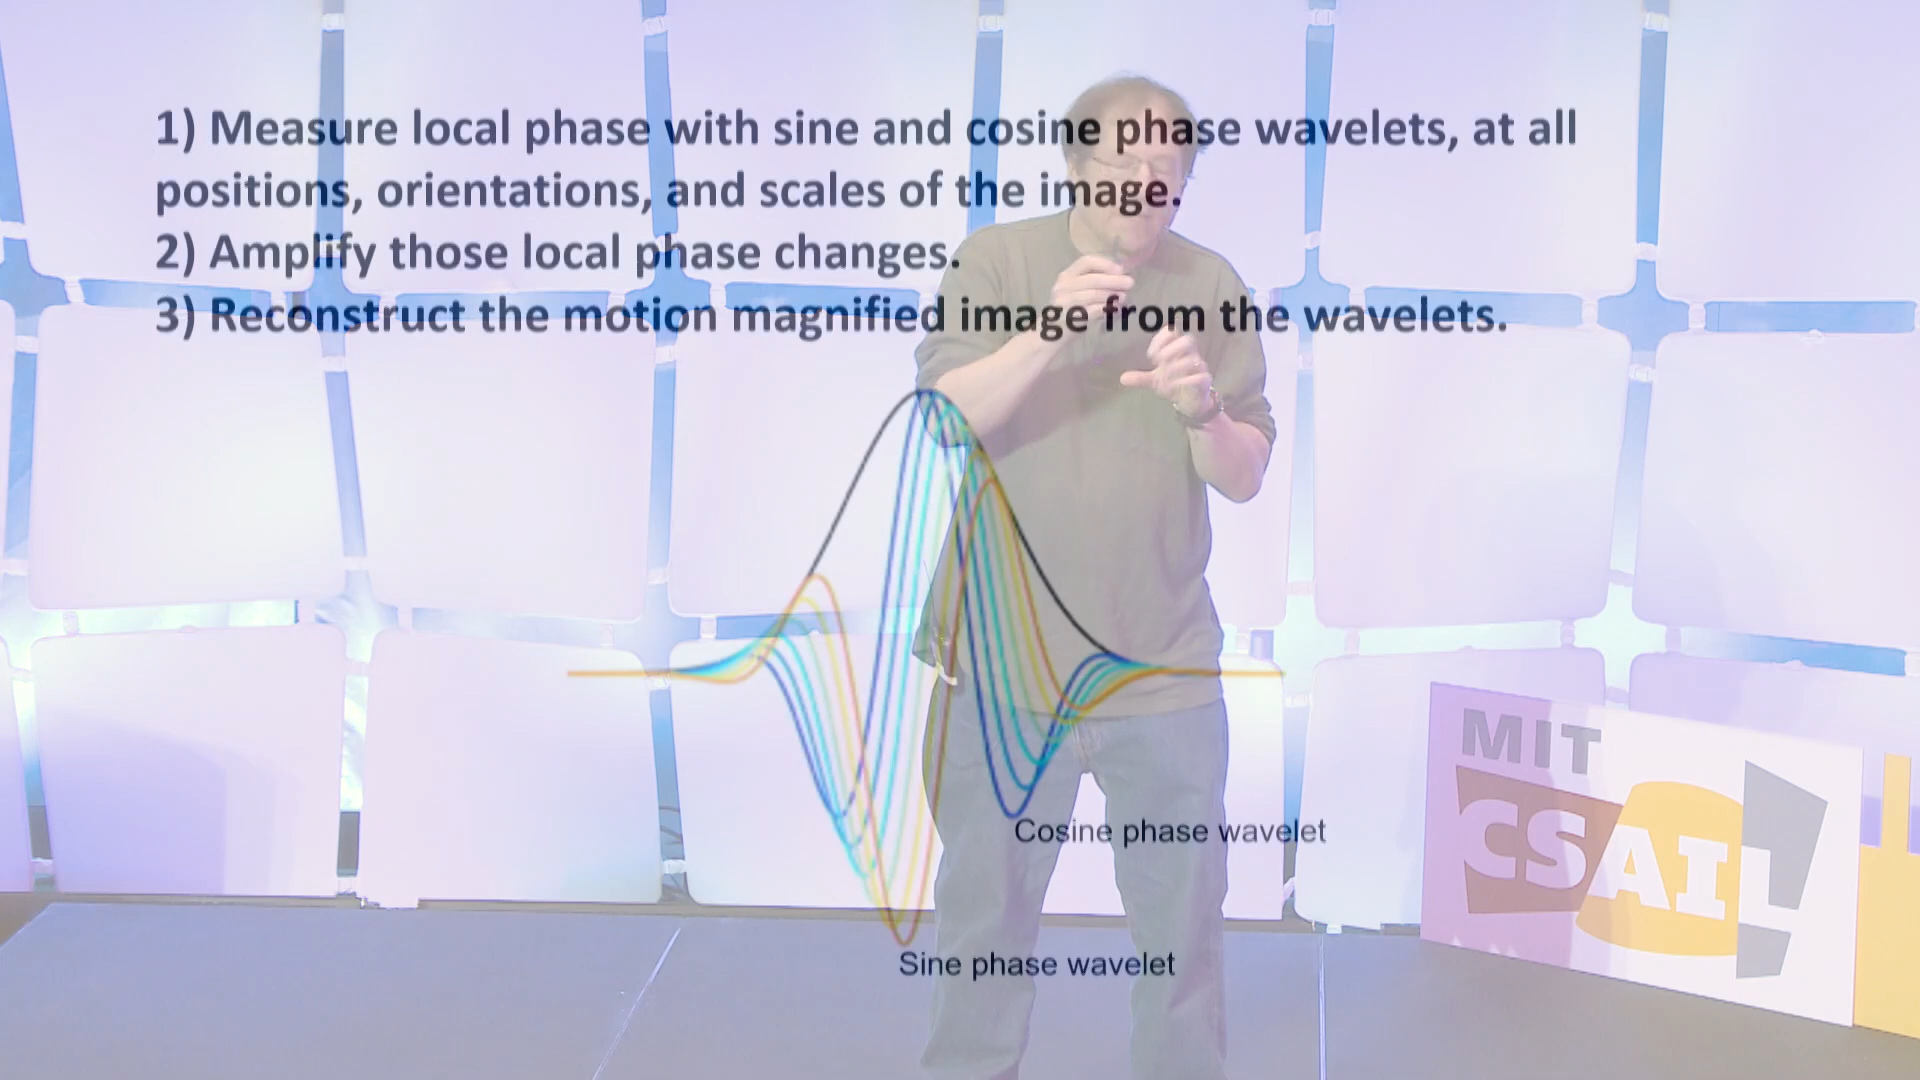 1) Measure local phase with sine and cosine phase wavelets, at all
positions, orientations, and scales of the image.
2) Amplify those local phase changes.
3) Reconstruct the motion magnified image from the wavelets.
Cosine phase wavelet
Sine phase wavelet
MIT
CSAIL